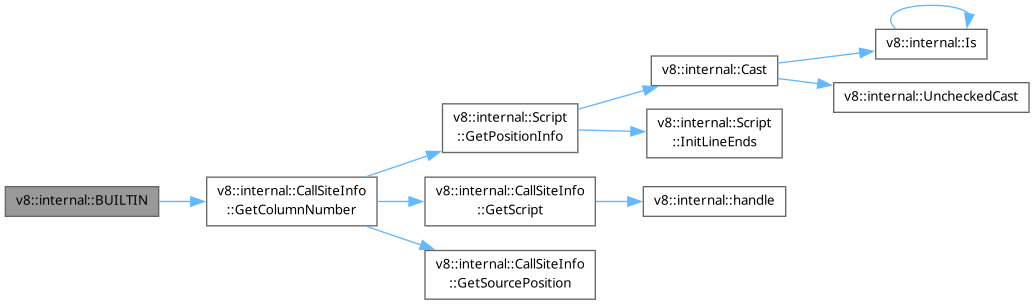 v8::internal::BUILTIN
v8::internal::CallSiteInfo
::GetColumnNumber
v8::internal::Script
::GetPositionInfo
v8::internal::Cast
v8::internal::Is
v8::internal::UncheckedCast
v8::internal::Script
::InitLineEnds
v8::internal::CallSiteInfo
::GetScript
v8::internal::handle
v8::internal::CallSiteInfo
::GetSourcePosition